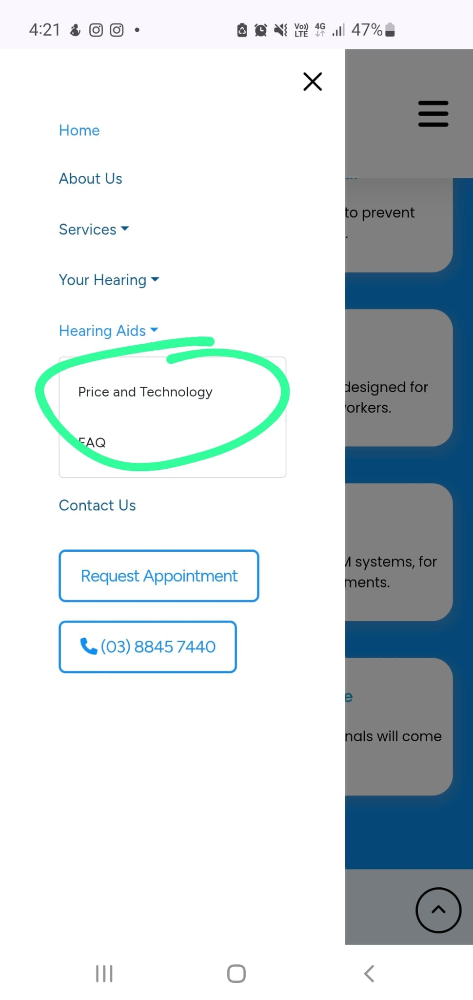 4:21
Vo)) LTE 4G 47%
Home
About Us
Services
Your Hearing
Hearing Aids
Price and Technology
FAQ
Contact Us
Request Appointment
(03) 8845 7440
to prevent
.
designed for
orkers.
M systems, for
ments.
e
nals will come